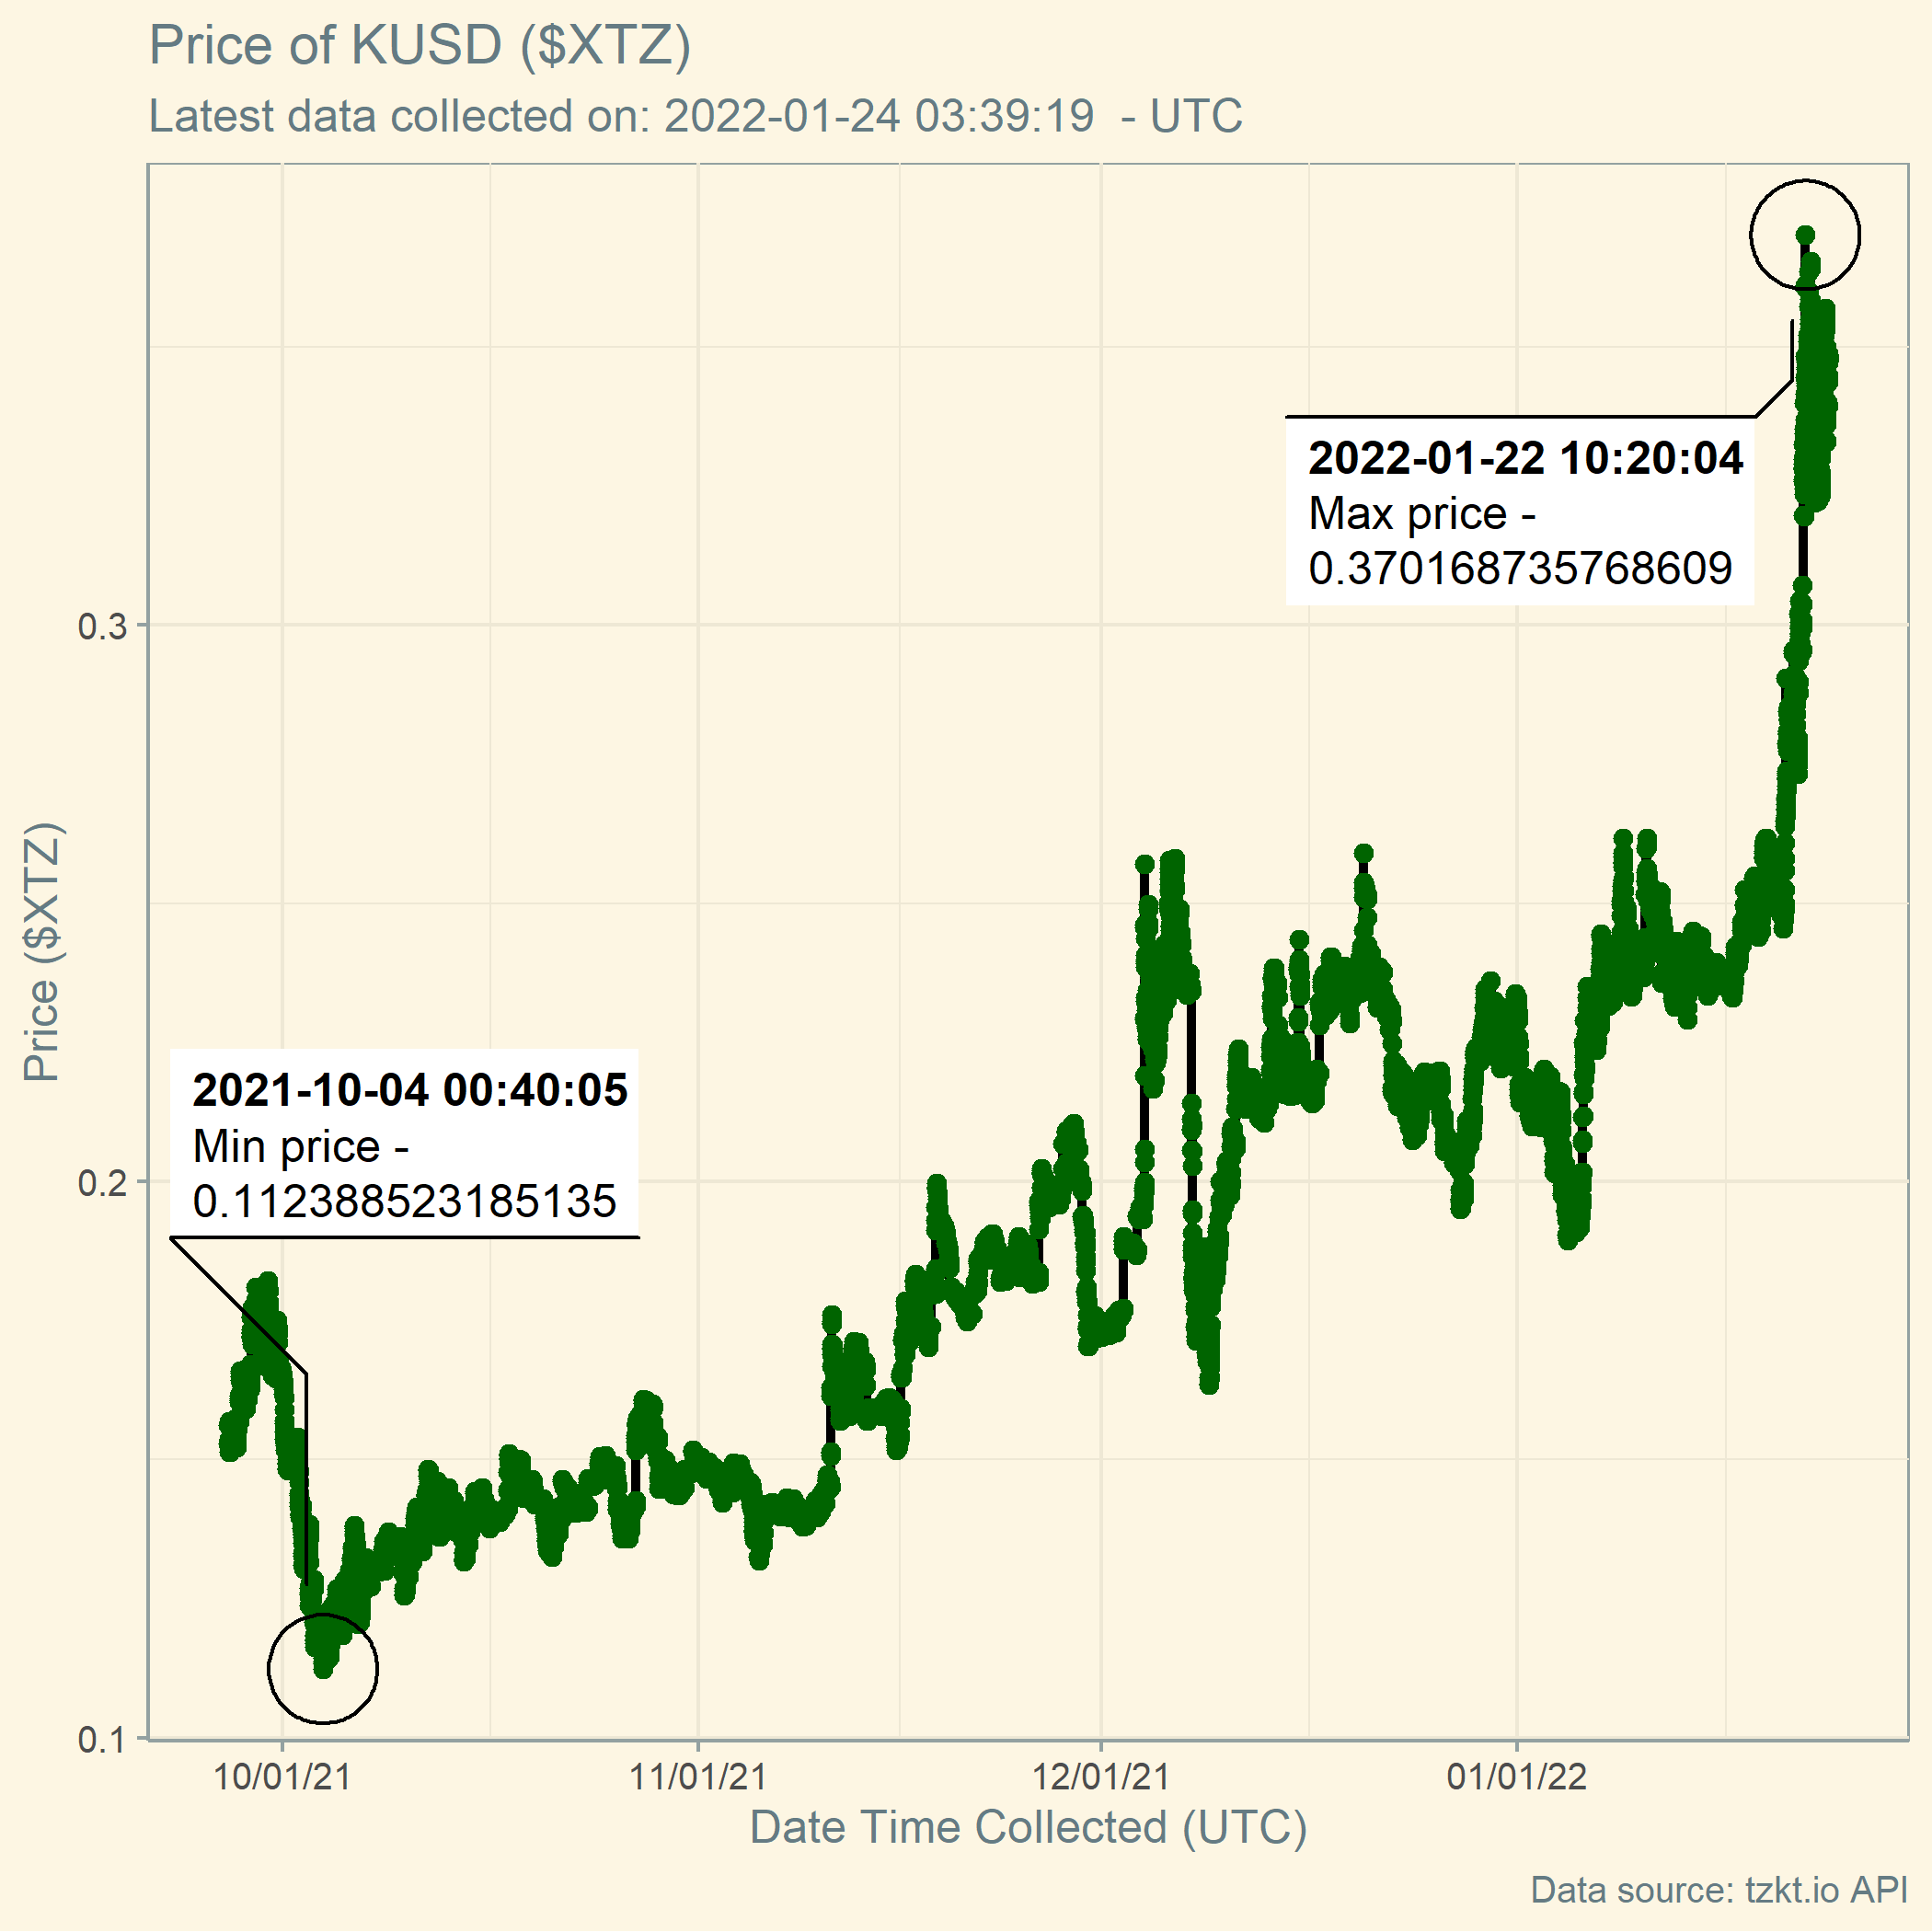 Price of KUSD ($XTZ)
Latest data collected on: 2022-01-24 03:39:19  - UTC
2022-01-22 10:20:04
Max price -
0.370168735768609
0.3
Price ($XTZ)
2021-10-04 00:40:05
Min price -
0.112388523185135
0.2
0.1
10/01/21 11/01/21 12/01/21 01/01/22
Date Time Collected (UTC)
Data source: tzkt.io API